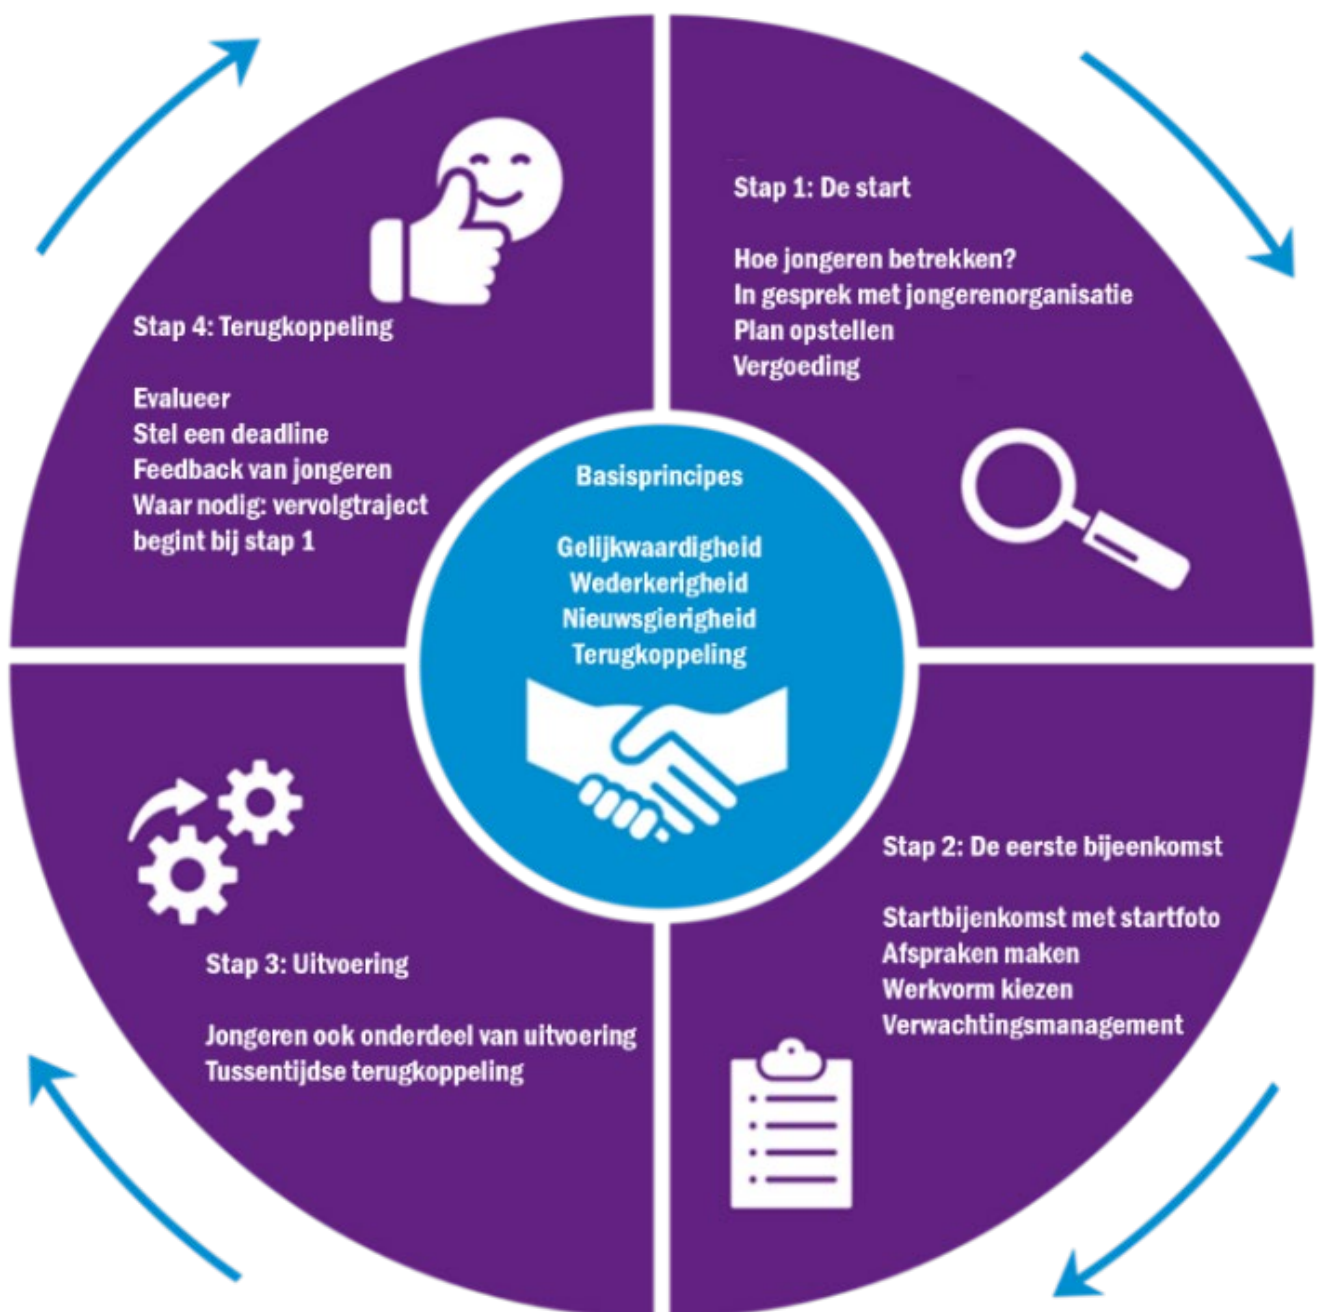 Stap 1: De start
Hoe jongeren betrekken?
In gesprek met jongerenorganisatie
Plan opstellen
Vergoeding
Stap 2: De eerste bijeenkomst
Startbijenkomst met startfoto
Afspraken maken
Werkvorm kiezen
Verwachtingsmanagement
Stap 3: Uitvoering
Jongeren ook onderdeel van uitvoering
Tussentijdse terugkoppeling
Stap 4: Terugkoppeling
Evalueer
Stel een deadline
Feedback van jongeren
Waar nodig: vervolgtraject
begint bij stap 1
Basisprincipes
Gelijkwaardigheid
Wederkerigheid
Nieuwsgierigheid
Terugkoppeling